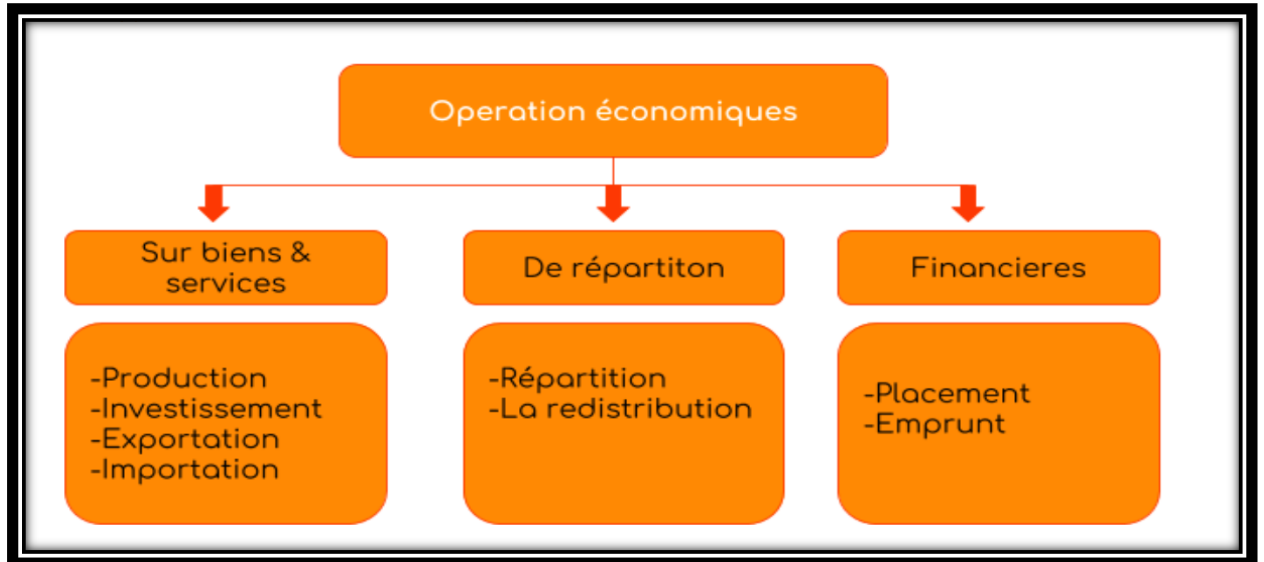 Operation économiques
Sur biens &
services
De répartiton
Financieres
-Production
-Investissement
-Exportation
-Importation
-Répartition
-La redistribution
-Placement
-Emprunt